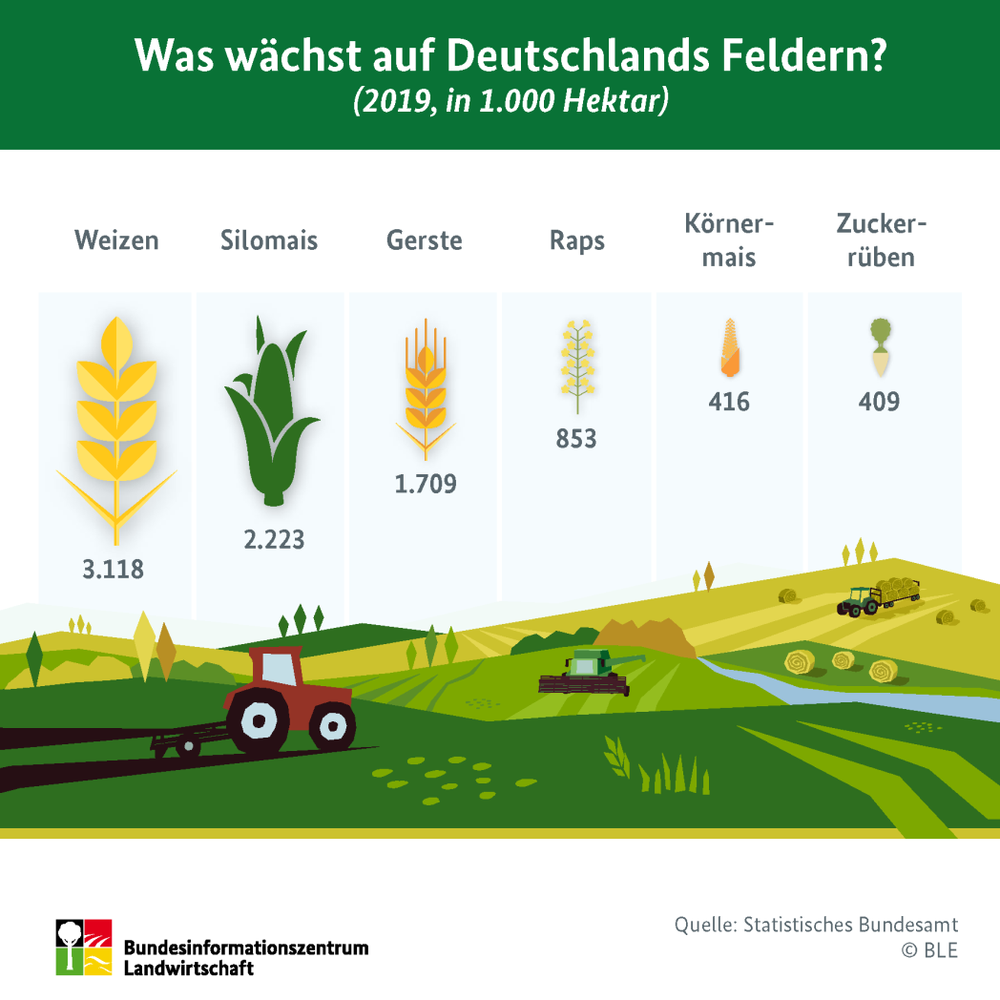 Was wächst auf Deutschlands Feldern?
(2019, in 1.000 Hektar)
Weizen
Silomais
Gerste
Raps
Körner-
mais
Zucker-
rüben
3.118
2.223
1.709
853
416
409
Bundesinformationszentrum
Landwirtschaft
Quelle: Statistisches Bundesamt
© BLE